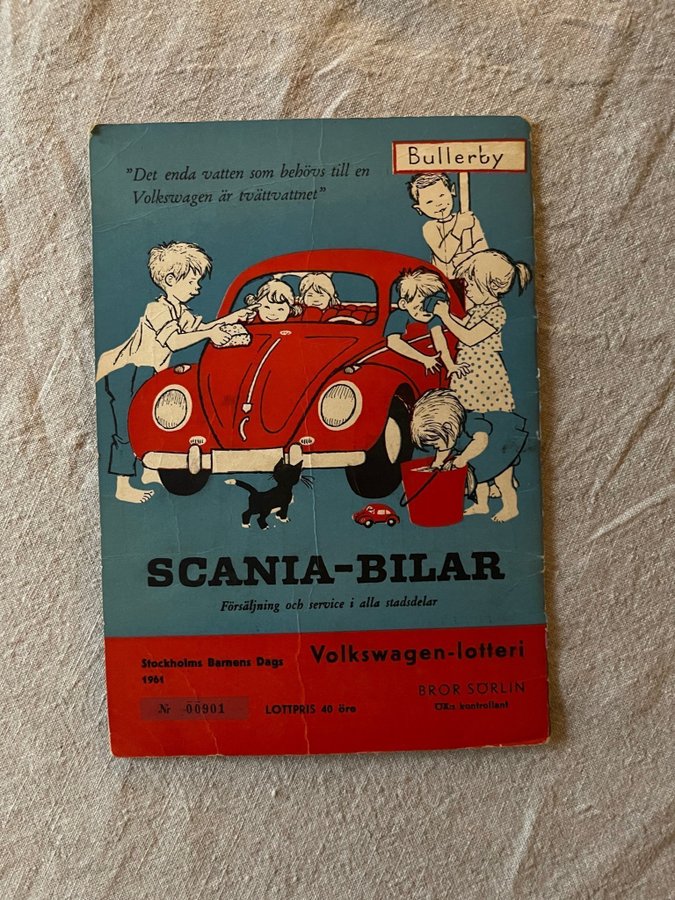 Bullerby
"Det enda vatten som behövs till en
Volkswagen är tvättvattnet"
SCANIA-BILAR
Försäljning och service i alla stadsdelar
Stockholms Barnens Dags
1961
Volkswagen-lotteri
Nr 00901
LOTTPRIS 40 öre
BROR SÖRLIN
ÖKn kontrollant